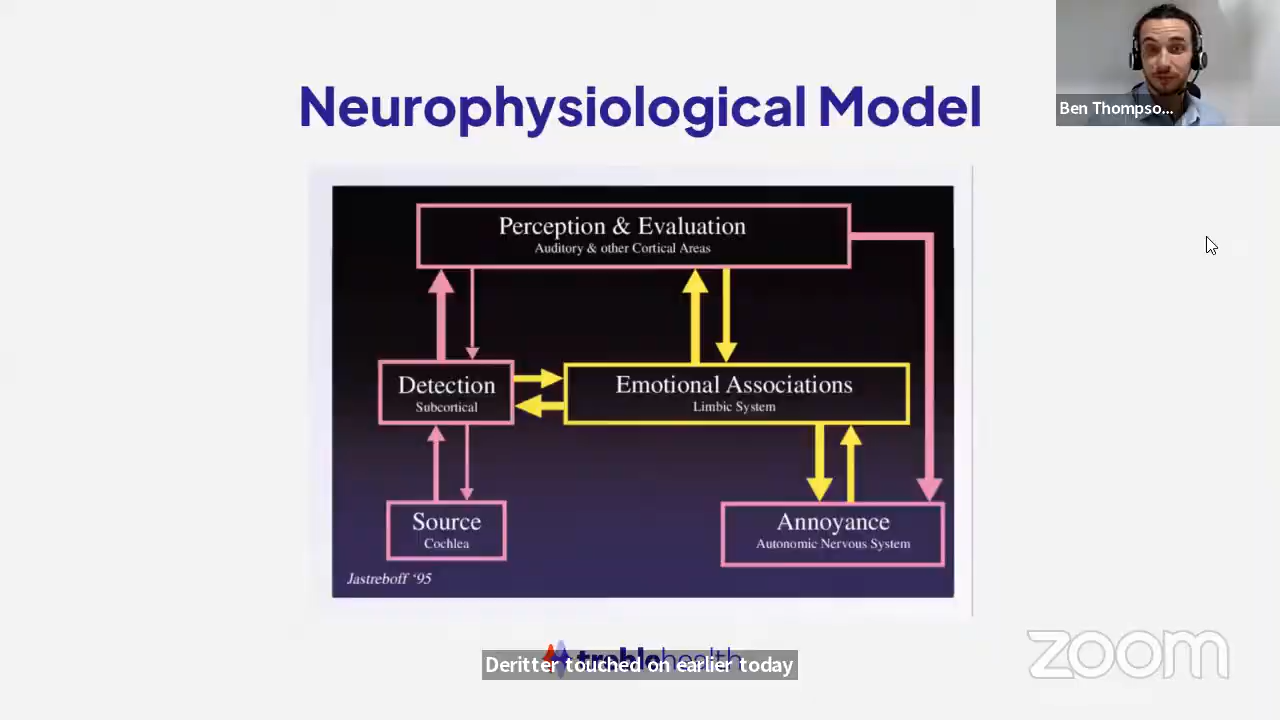 Neurophysiological Model
Ben Thompso...
Perception & Evaluation
Auditory & other Cortical Areas
Detection
Subcortical
Emotional Associations
Limbic System
Source
Cochlea
Annoyance
Autonomic Nervous System
Jastreboff ‘95
Deritter touched on earlier today
zoom